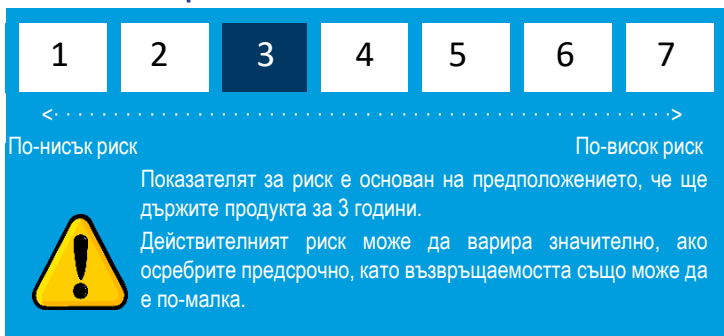 1 2 3 4 5 6 7
<· · · · · · · · · · · · · · · · · · · · · · · · · · · · · · · · · · · · · · · · · · · · · · · · · ·>
По-нисък риск По-висок риск
Показателят за риск е основан на предположението, че ще
държите продукта за 3 години.
Действителният риск може да варира значително, ако
осребрите предсрочно, като възвръщаемостта също може да
е по-малка.